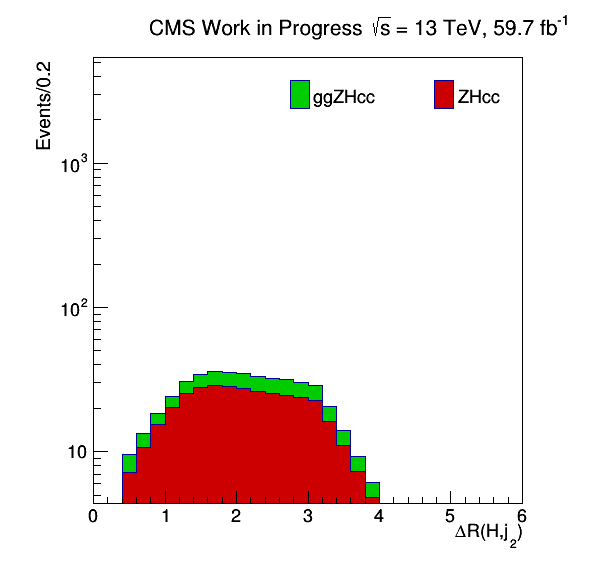 CMS Work in Progress √s = 13 TeV, 59.7 fb⁻¹
Events/0.2
ggZHcc ZHcc
10³
10²
10
0 1 2 3 4 5 6
ΔR(H,j₂)